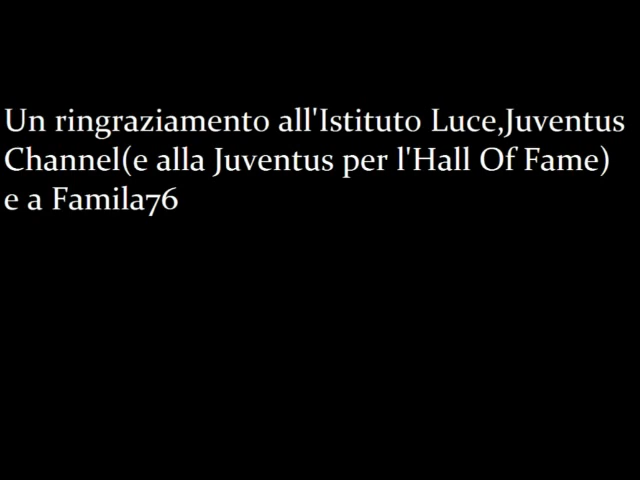 Un ringraziamento all'Istituto Luce,Juventus
Channel(e alla Juventus per l'Hall Of Fame)
e a Famila76